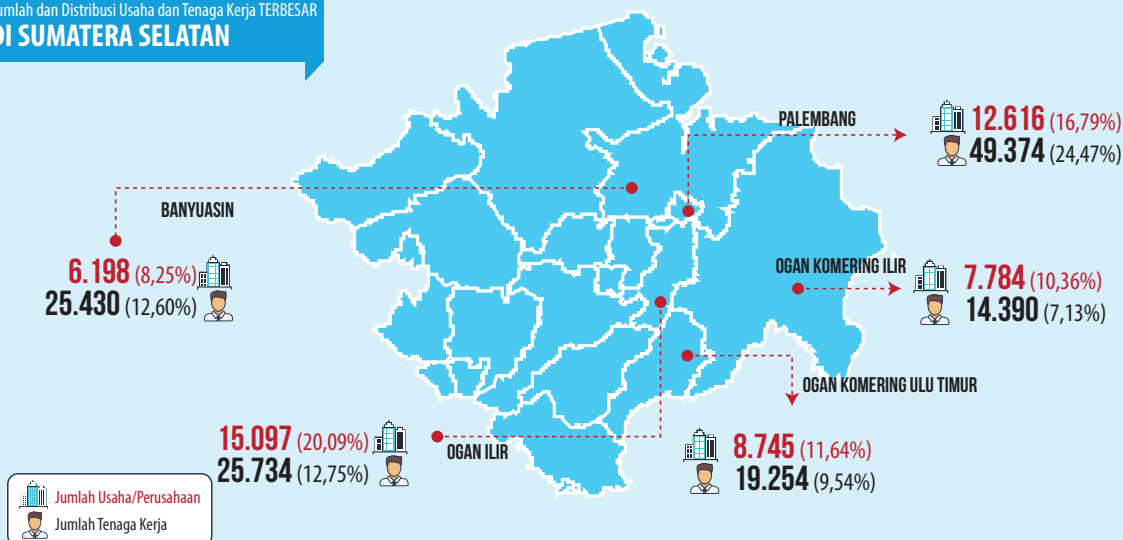 umlah dan Distribusi Usaha dan Tenaga Kerja TERBESAR
DI SUMATERA SELATAN
PALEMBANG
12.616 (16,79%)
49.374 (24,47%)
BANYUASIN
6.198 (8,25%)
25.430 (12,60%)
OGAN KOMERING ILIR
7.784 (10,36%)
14.390 (7,13%)
OGAN KOMERING ULU TIMUR
8.745 (11,64%)
19.254 (9,54%)
OGAN ILIR
15.097 (20,09%)
25.734 (12,75%)
Jumlah Usaha/Perusahaan
Jumlah Tenaga Kerja